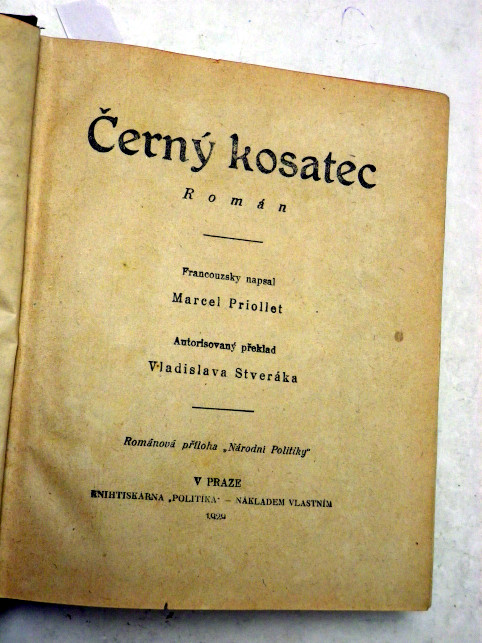 Černý kosatec
Román
Francouzsky napsal
Marcel Priollet
Autorisovaný překlad
Vladislava Stveráka
Románová příloha „Národní Politiky"
V PRAZE
KNIHTISKÁRNA „POLITIKA" – NÁKLADEM VLASTNÍM
1929